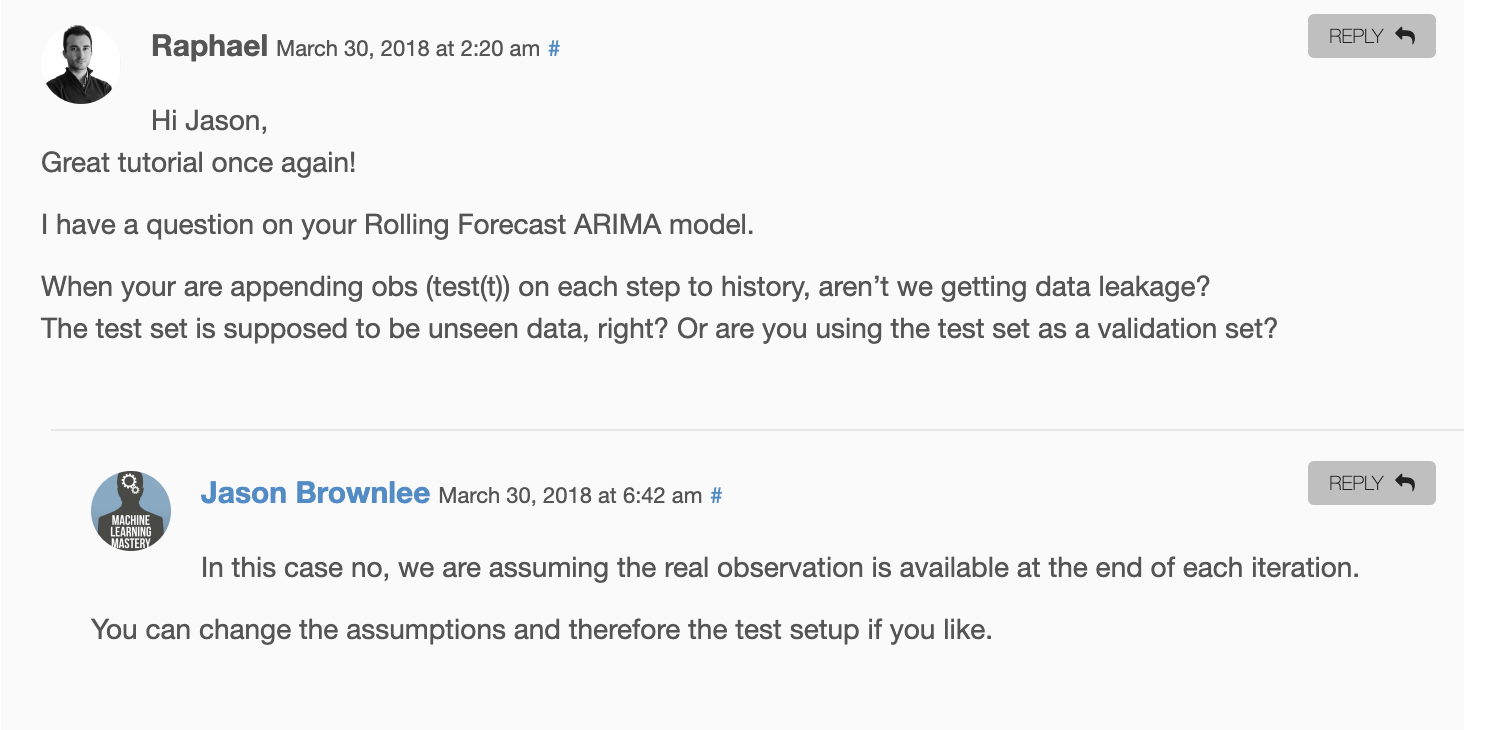 Raphael March 30, 2018 at 2:20 am #
REPLY
Hi Jason,
Great tutorial once again!
I have a question on your Rolling Forecast ARIMA model.
When your are appending obs (test(t)) on each step to history, aren’t we getting data leakage?
The test set is supposed to be unseen data, right? Or are you using the test set as a validation set?
Jason Brownlee March 30, 2018 at 6:42 am #
REPLY
MACHINE
LEARNING
MASTERY
In this case no, we are assuming the real observation is available at the end of each iteration.
You can change the assumptions and therefore the test setup if you like.